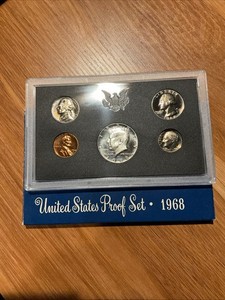 United States Proof Set • 1968